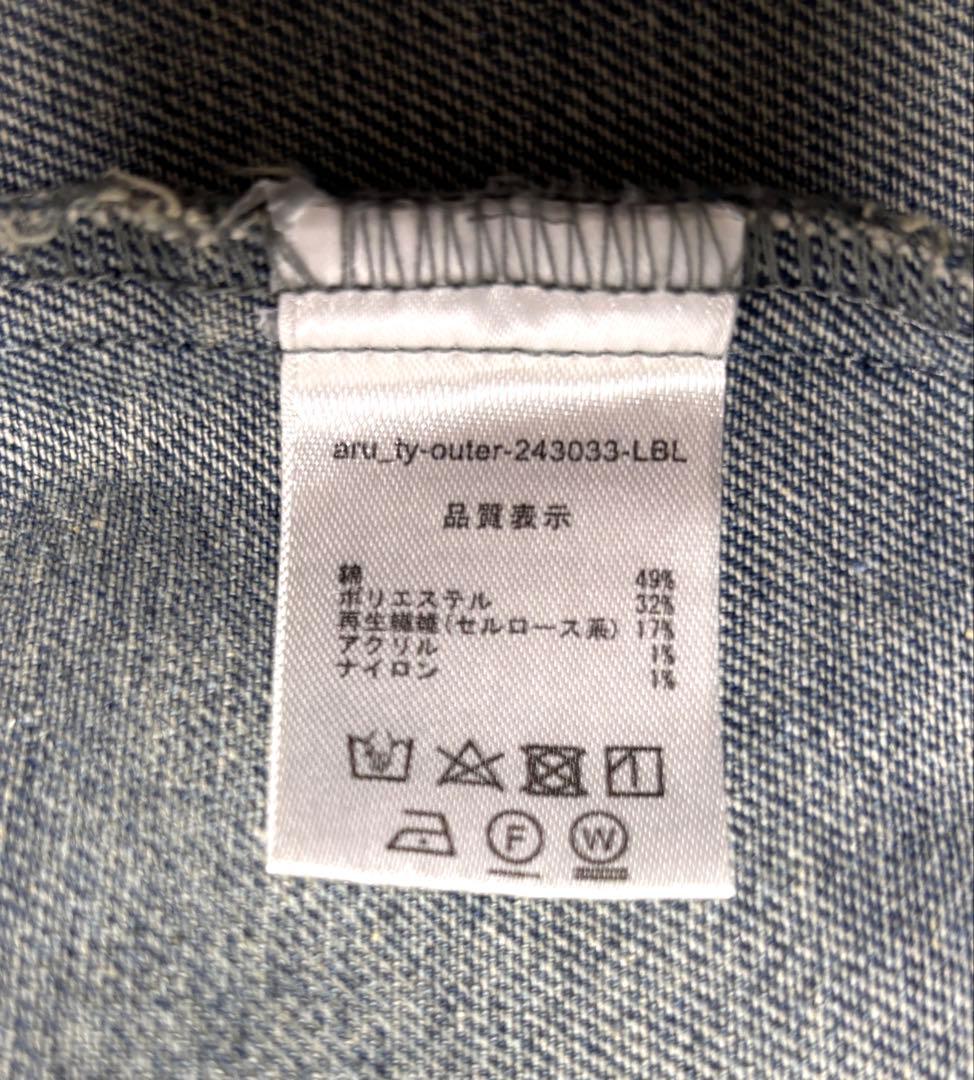 aru_ty-outer-243033-LBL
品質表示
綿 49%
ポリエステル 32%
再生繊維(セルロース系) 17%
アクリル 1%
ナイロン 1%
F W